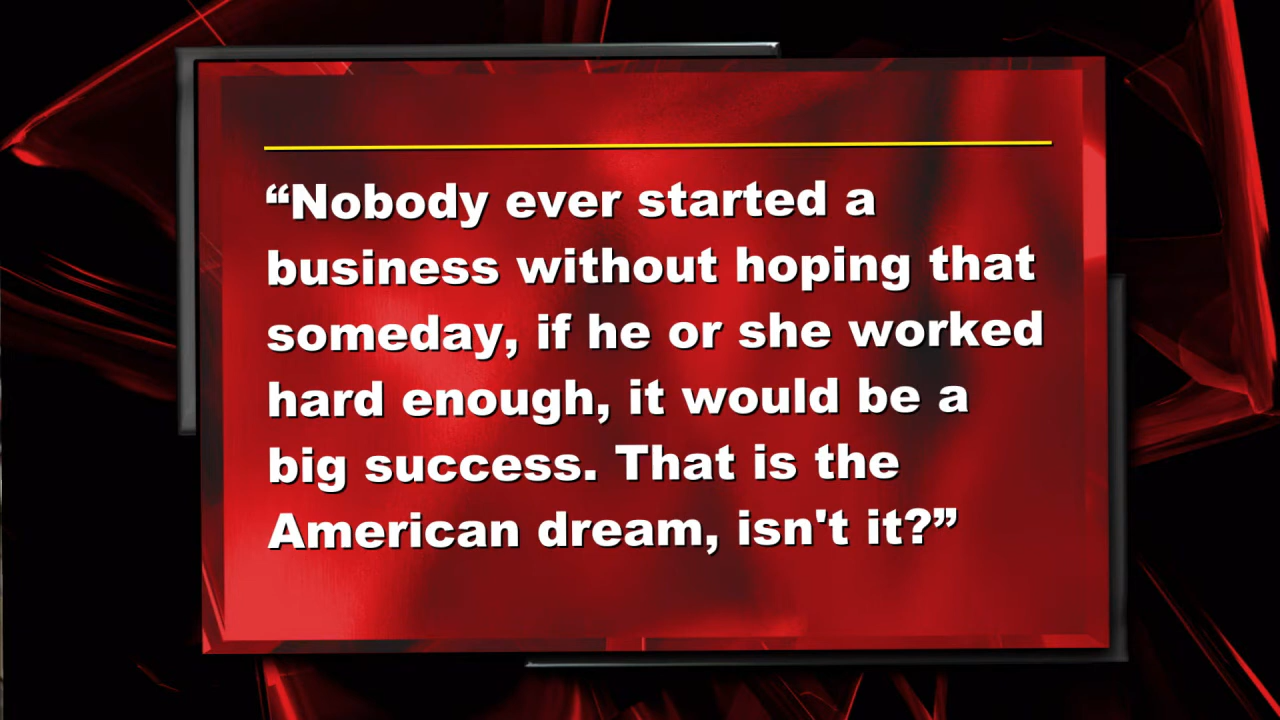 “Nobody ever started a
business without hoping that
someday, if he or she worked
hard enough, it would be a
big success. That is the
American dream, isn't it?”